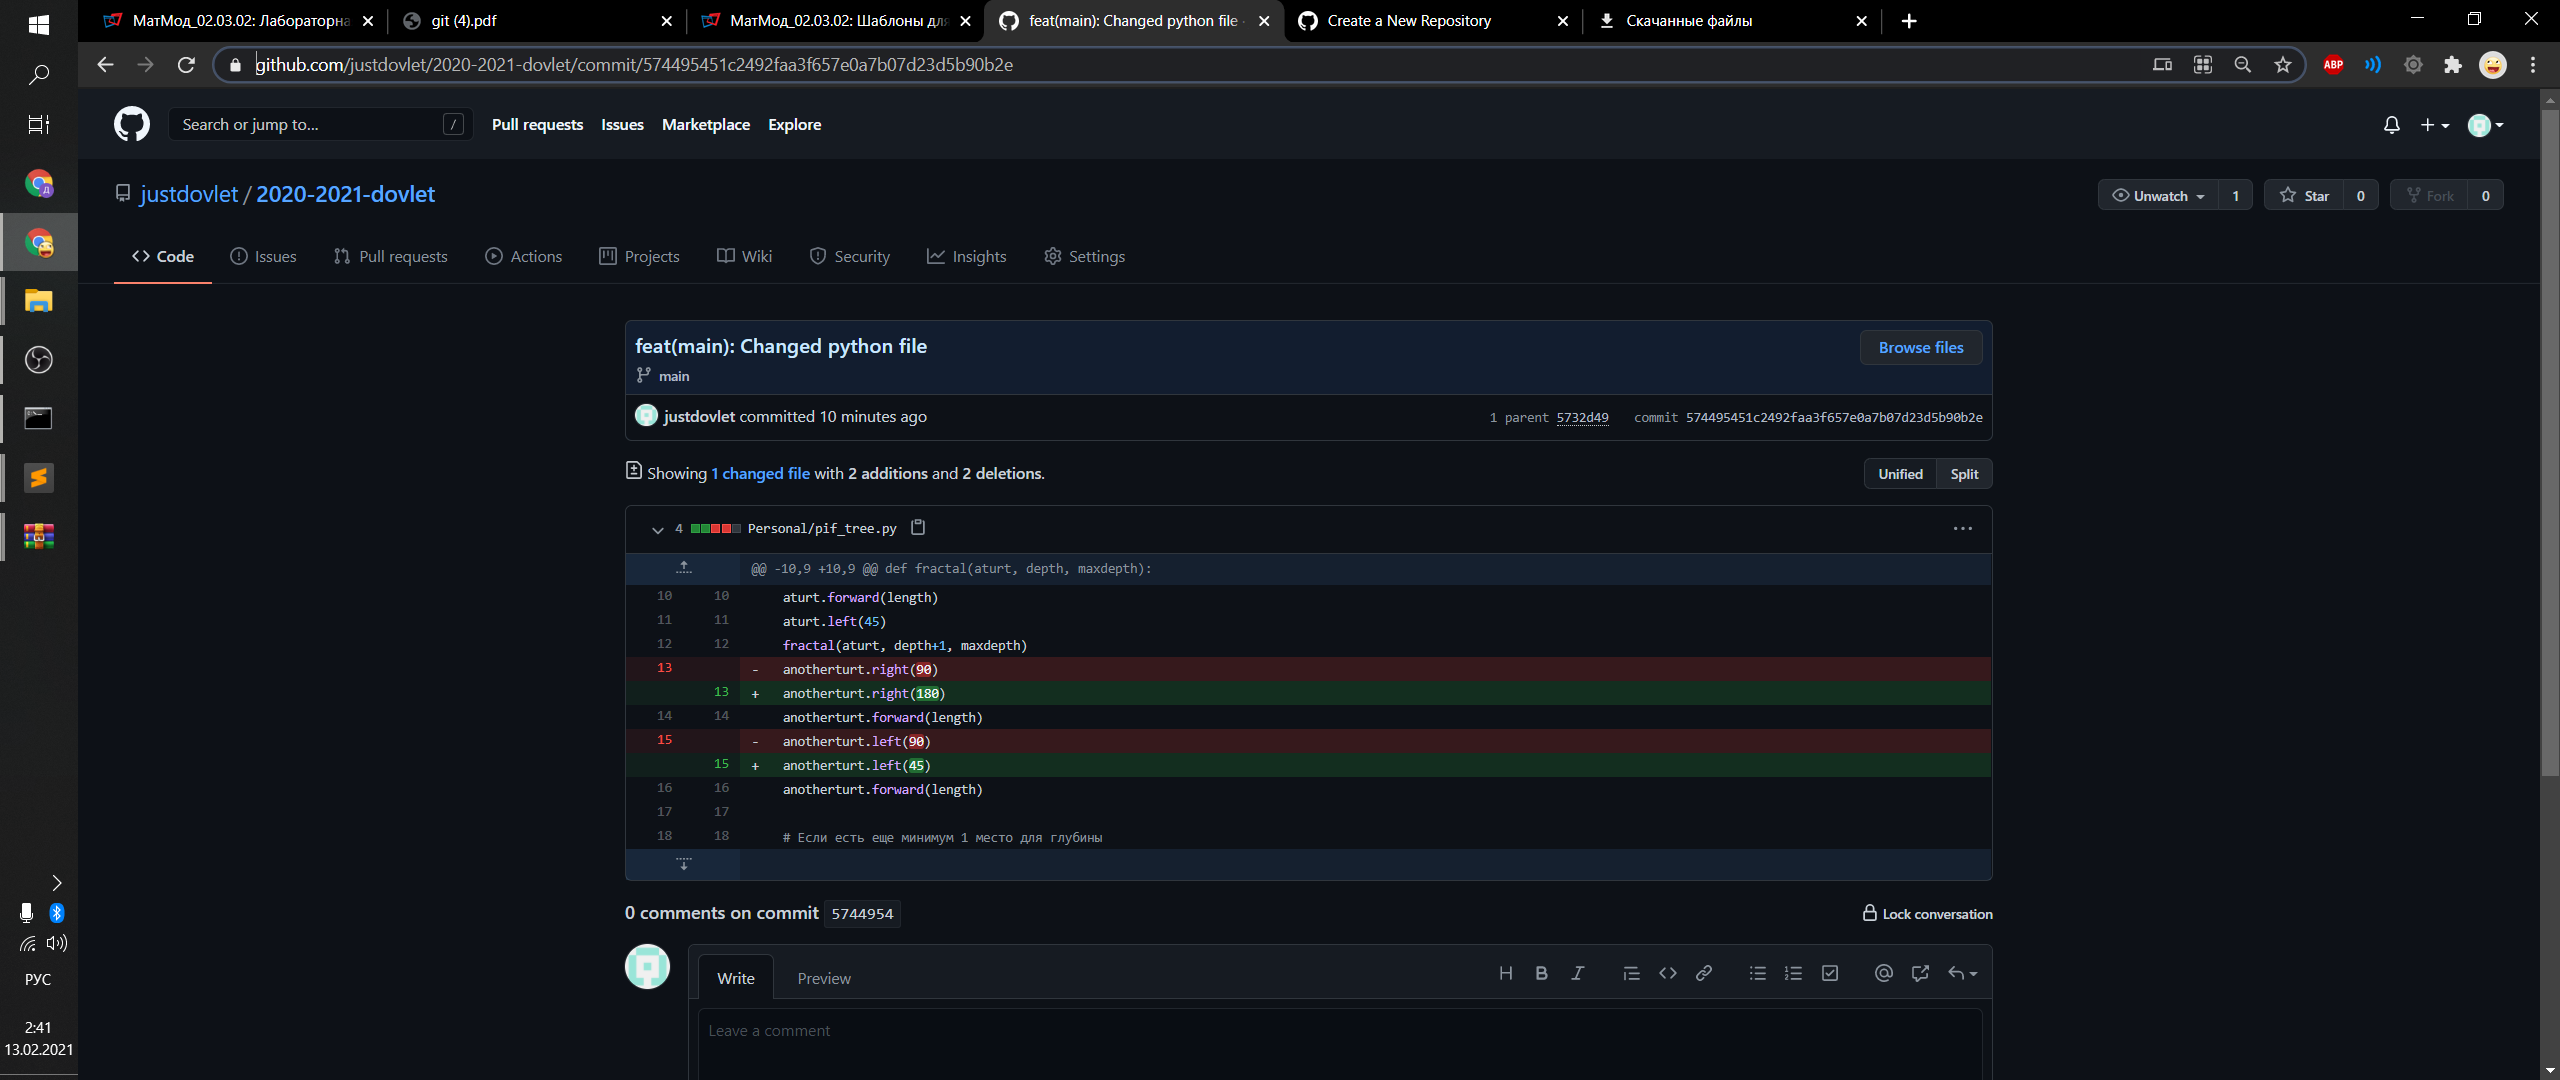 МатМод_02.03.02: Лабораторна
git (4).pdf
МатМод_02.03.02: Шаблоны для
feat(main): Changed python file
Create a New Repository
Скачанные файлы
github.com/justdovlet/2020-2021-dovlet/commit/574495451c2492faa3f657e0a7b07d23d5b90b2e
ABP
Search or jump to...
/
Pull requests
Issues
Marketplace
Explore
justdovlet / 2020-2021-dovlet
Unwatch 1
Star 0
Fork 0
Code
Issues
Pull requests
Actions
Projects
Wiki
Security
Insights
Settings
feat(main): Changed python file
Browse files
main
justdovlet committed 10 minutes ago
1 parent 5732d49 commit 574495451c2492faa3f657e0a7b07d23d5b90b2e
Showing 1 changed file with 2 additions and 2 deletions.
Unified Split
4 Personal/pif_tree.py
@@ -10,9 +10,9 @@ def fractal(aturt, depth, maxdepth):
10 10 aturt.forward(length)
11 11 aturt.left(45)
12 12 fractal(aturt, depth+1, maxdepth)
13 - anotherturt.right(90)
13 + anotherturt.right(180)
14 14 anotherturt.forward(length)
15 - anotherturt.left(90)
15 + anotherturt.left(45)
16 16 anotherturt.forward(length)
17 17
18 18 # Если есть еще минимум 1 место для глубины
0 comments on commit 5744954
Lock conversation
Write
Preview
Leave a comment
РУС
2:41
13.02.2021